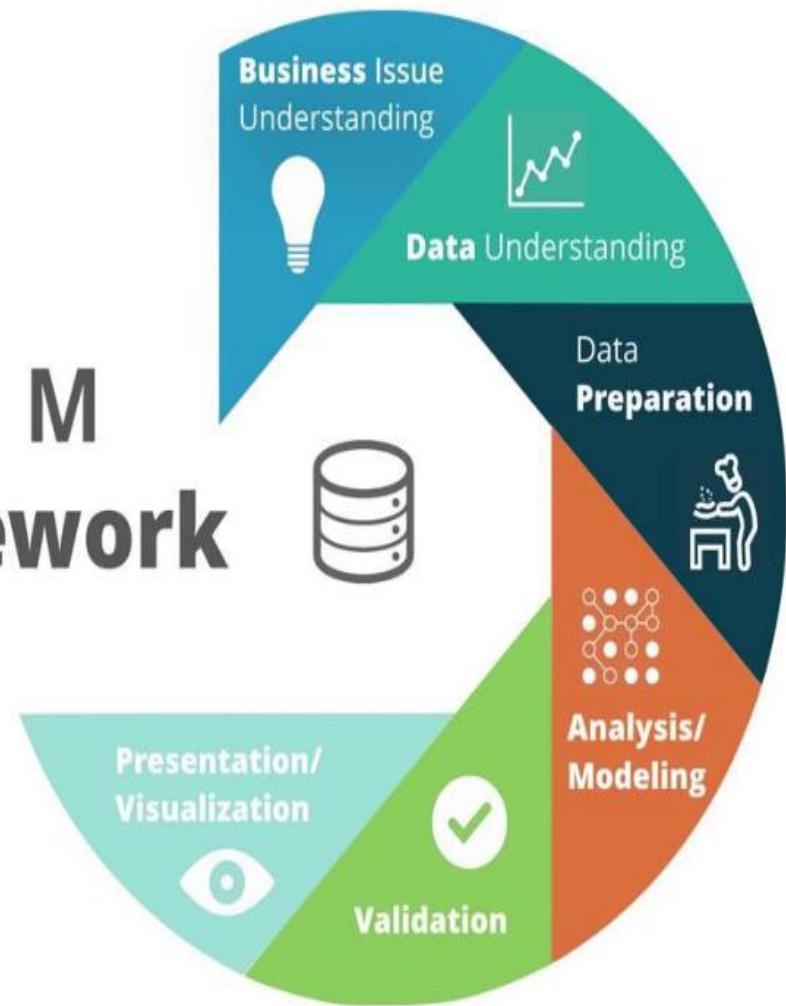 Business Issue
Understanding
Data Understanding
Data
Preparation
M
ework
Analysis/
Modeling
Presentation/
Visualization
Validation